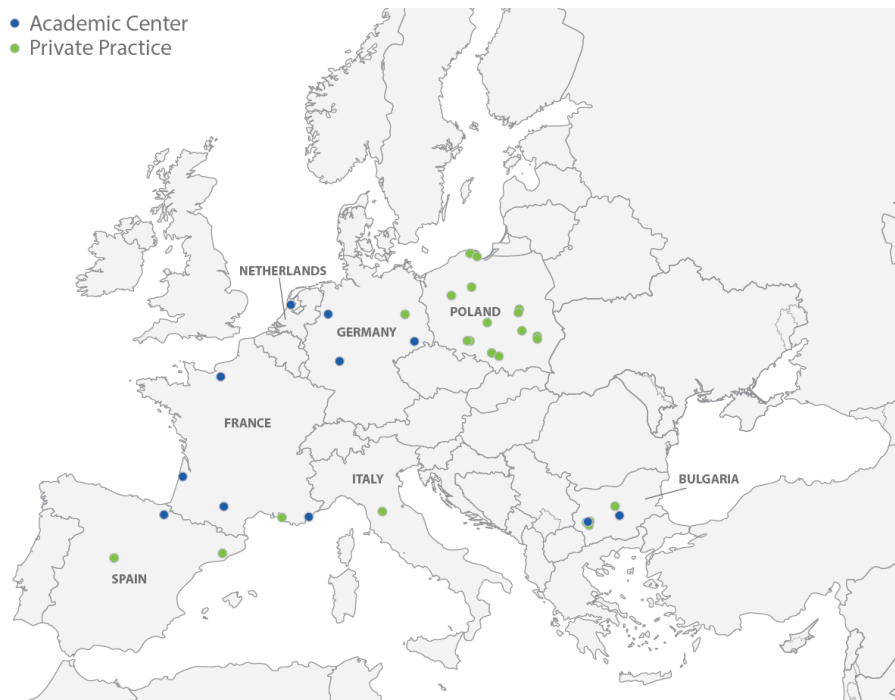 Academic Center
Private Practice
NETHERLANDS
POLAND
GERMANY
FRANCE
ITALY
BULGARIA
SPAIN